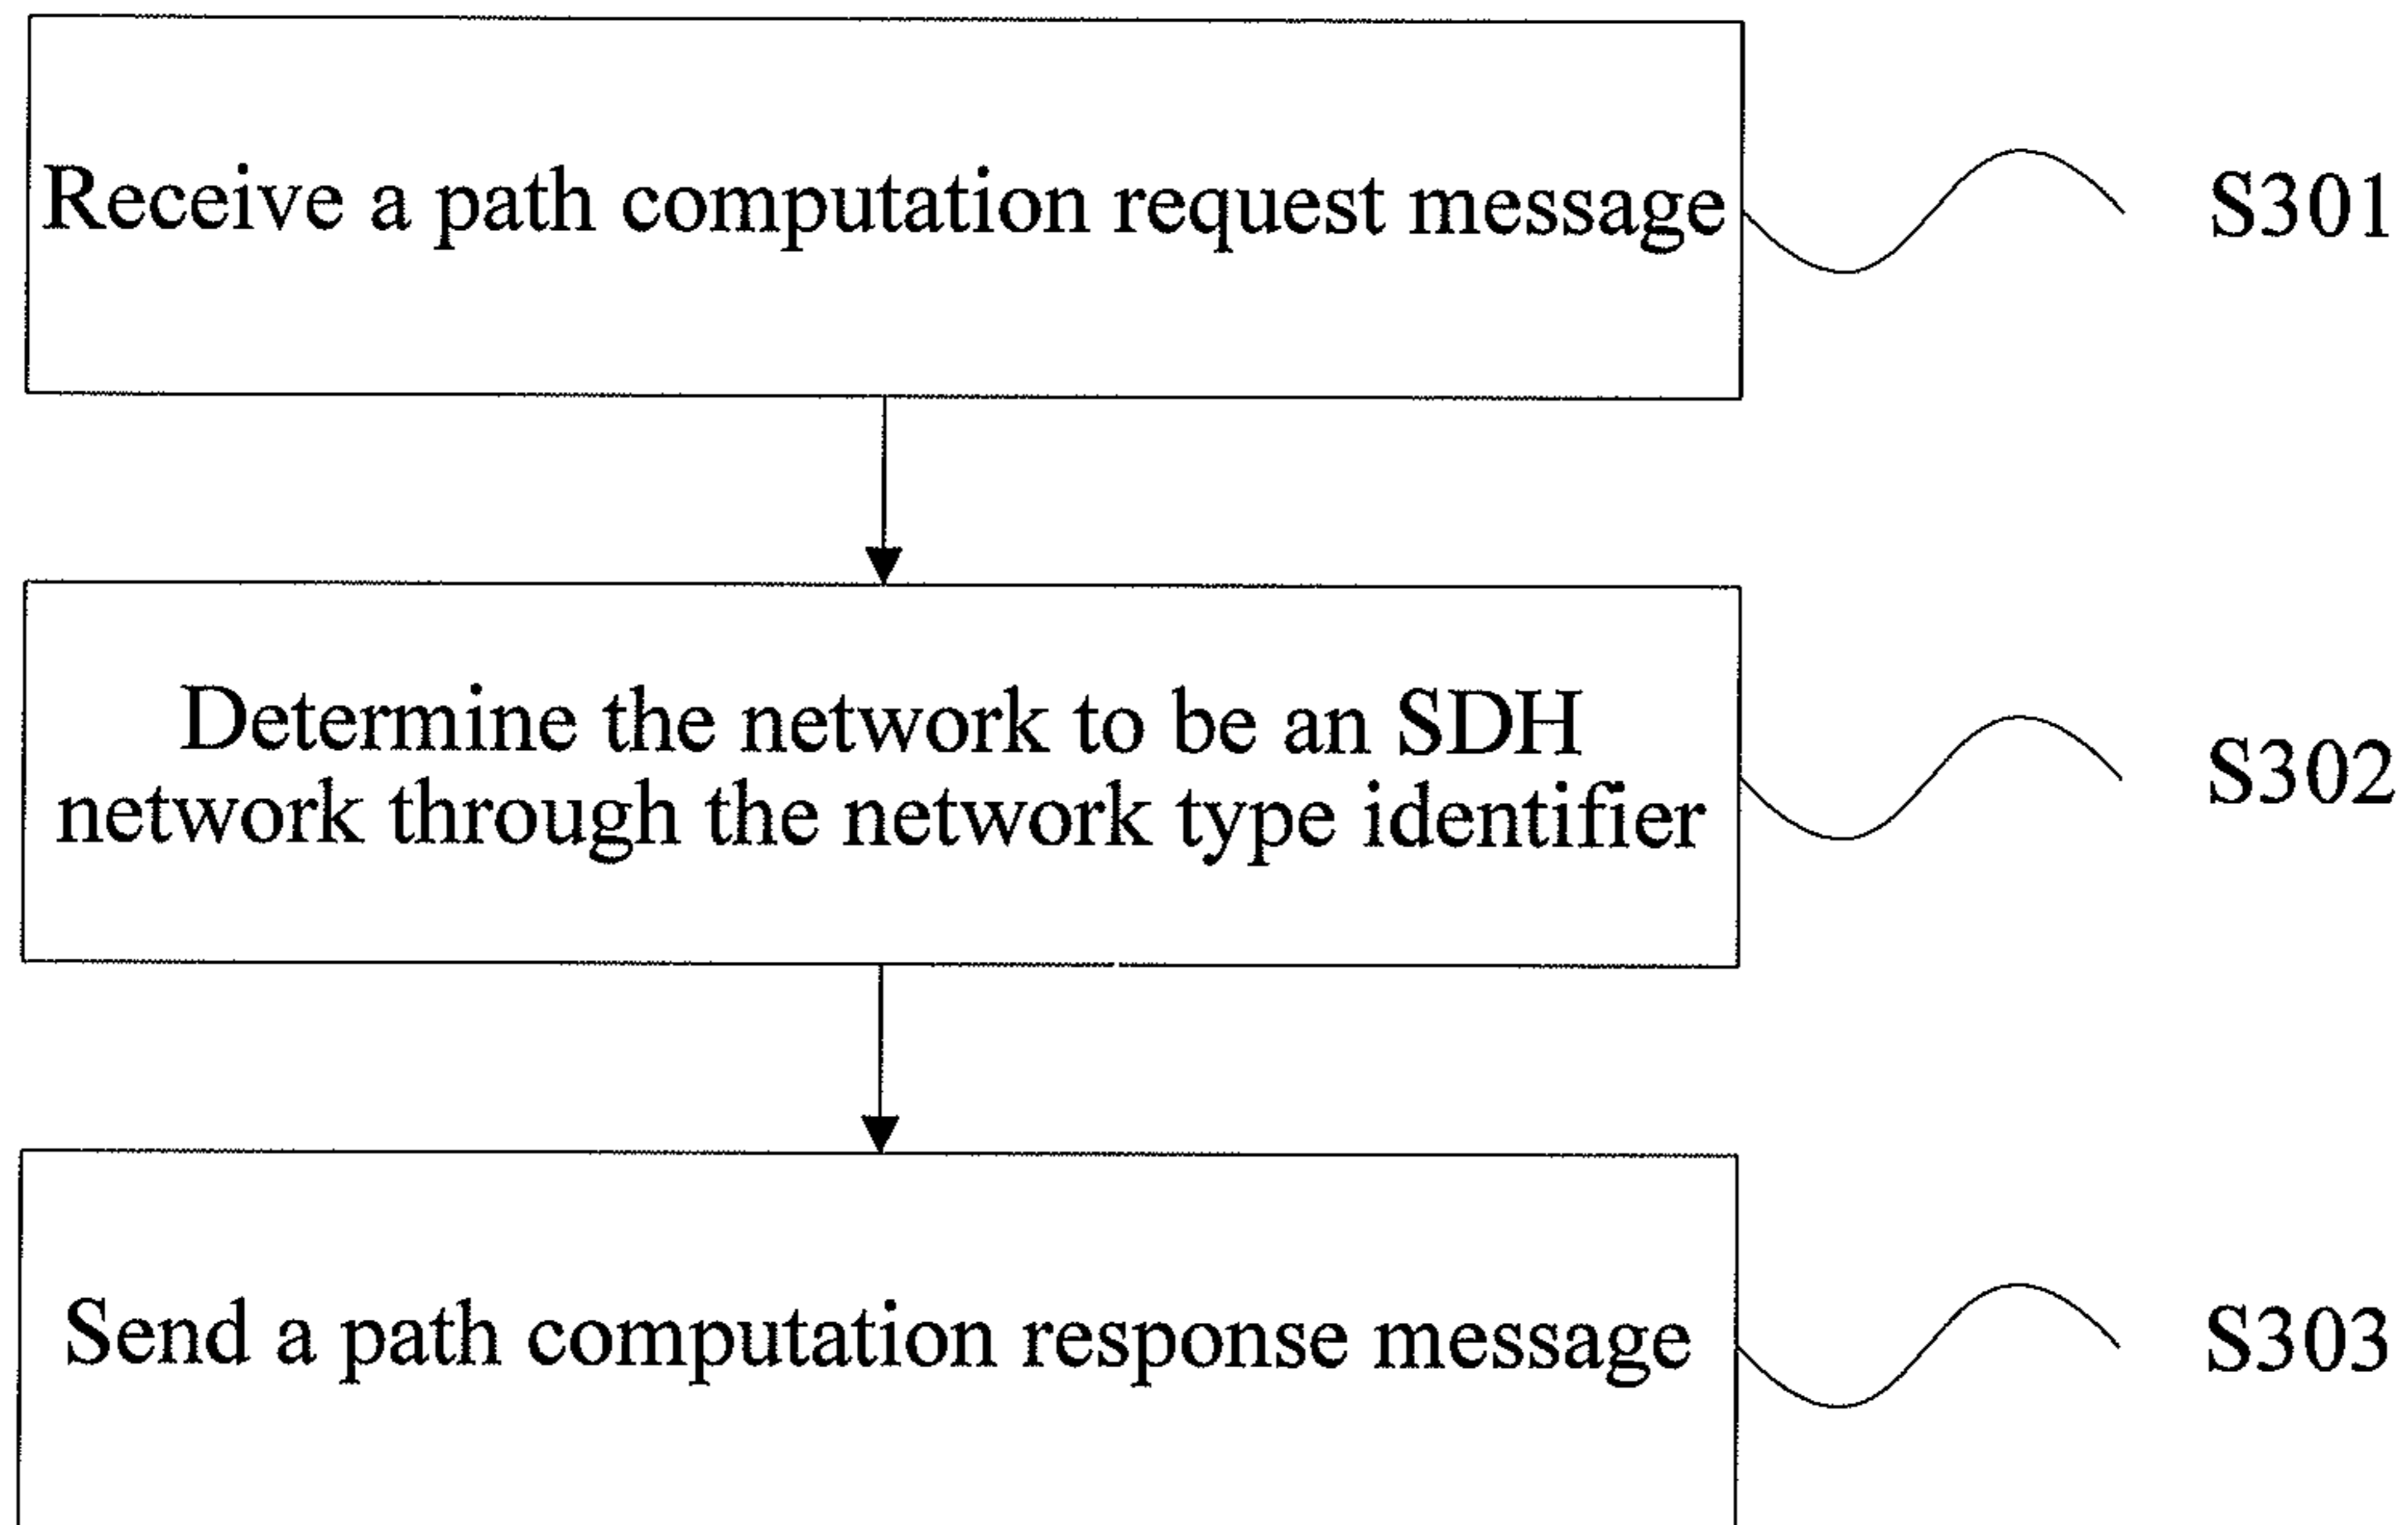 Receive a path computation request message
S301
Determine the network to be an SDH
network through the network type identifier
S302
Send a path computation response message
S303